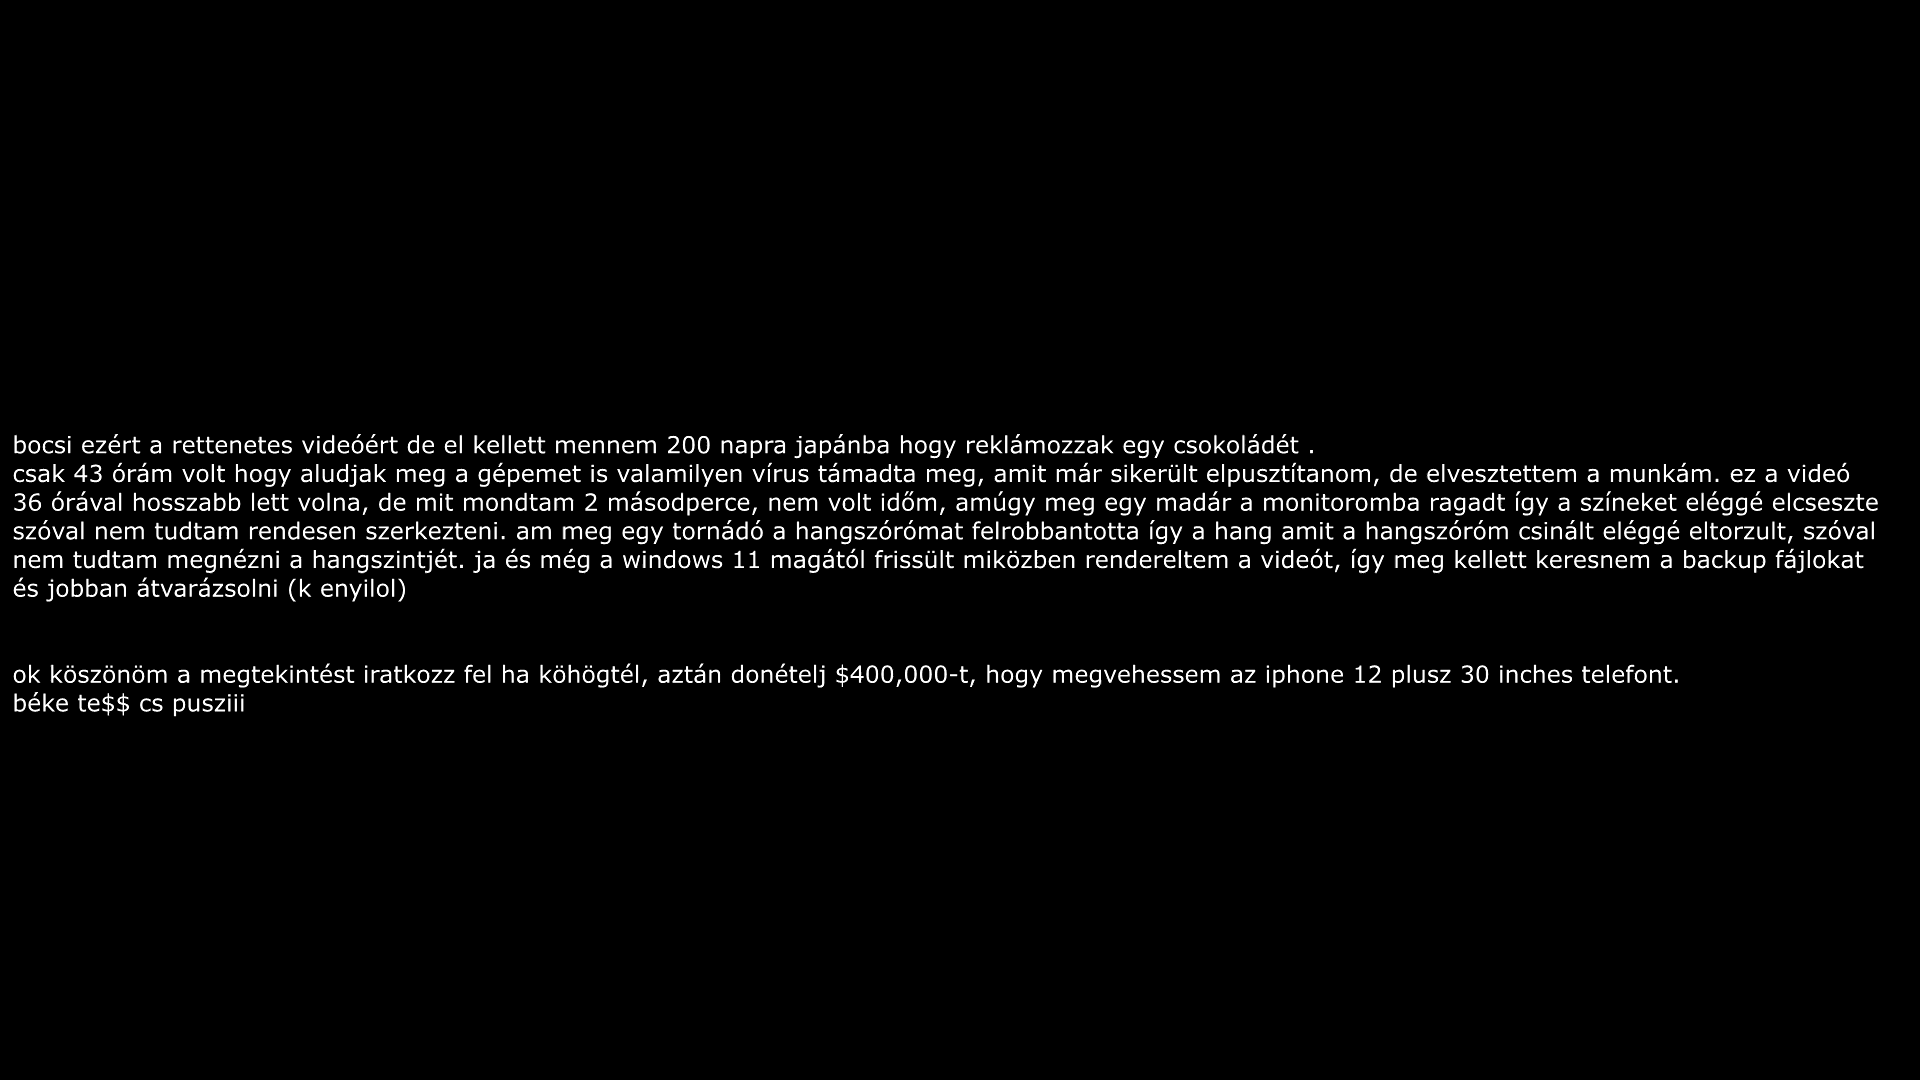 bocsi ezért a rettenetes videóért de el kellett mennem 200 napra japánba hogy reklámozzak egy csokoládét .
csak 43 órám volt hogy aludjak meg a gépemet is valamilyen vírus támadta meg, amit már sikerült elpusztítanom, de elvesztettem a munkám. ez a videó
36 órával hosszabb lett volna, de mit mondtam 2 másodperce, nem volt időm, amúgy meg egy madár a monitoromba ragadt így a színeket eléggé elcseszte
szóval nem tudtam rendesen szerkezteni. am meg egy tornádó a hangszórómat felrobbantotta így a hang amit a hangszóróm csinált eléggé eltorzult, szóval
nem tudtam megnézni a hangszintjét. ja és még a windows 11 magától frissült miközben rendereltem a videót, így meg kellett keresnem a backup fájlokat
és jobban átvarázsolni (k enyilol)
ok köszönöm a megtekintést iratkozz fel ha köhögtél, aztán donételj $400,000-t, hogy megvehessem az iphone 12 plusz 30 inches telefont.
béke te$$ cs pusziii